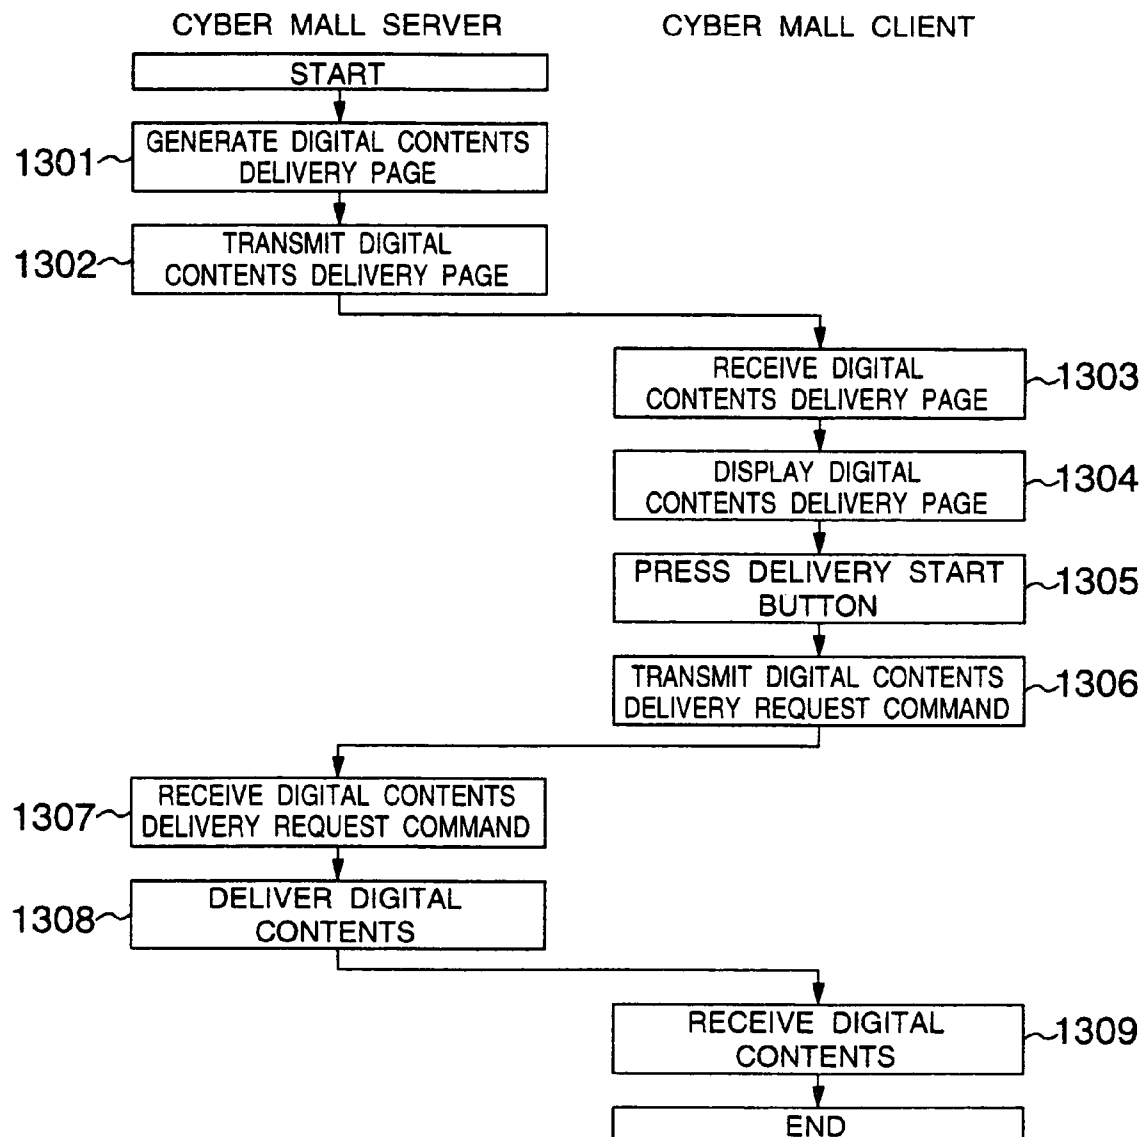 CYBER MALL SERVER
CYBER MALL CLIENT
START
1301
GENERATE DIGITAL CONTENTS
DELIVERY PAGE
1302
TRANSMIT DIGITAL
CONTENTS DELIVERY PAGE
RECEIVE DIGITAL
CONTENTS DELIVERY PAGE
1303
DISPLAY DIGITAL
CONTENTS DELIVERY PAGE
1304
PRESS DELIVERY START
BUTTON
1305
TRANSMIT DIGITAL CONTENTS
DELIVERY REQUEST COMMAND
1306
1307
RECEIVE DIGITAL CONTENTS
DELIVERY REQUEST COMMAND
1308
DELIVER DIGITAL
CONTENTS
RECEIVE DIGITAL
CONTENTS
1309
END